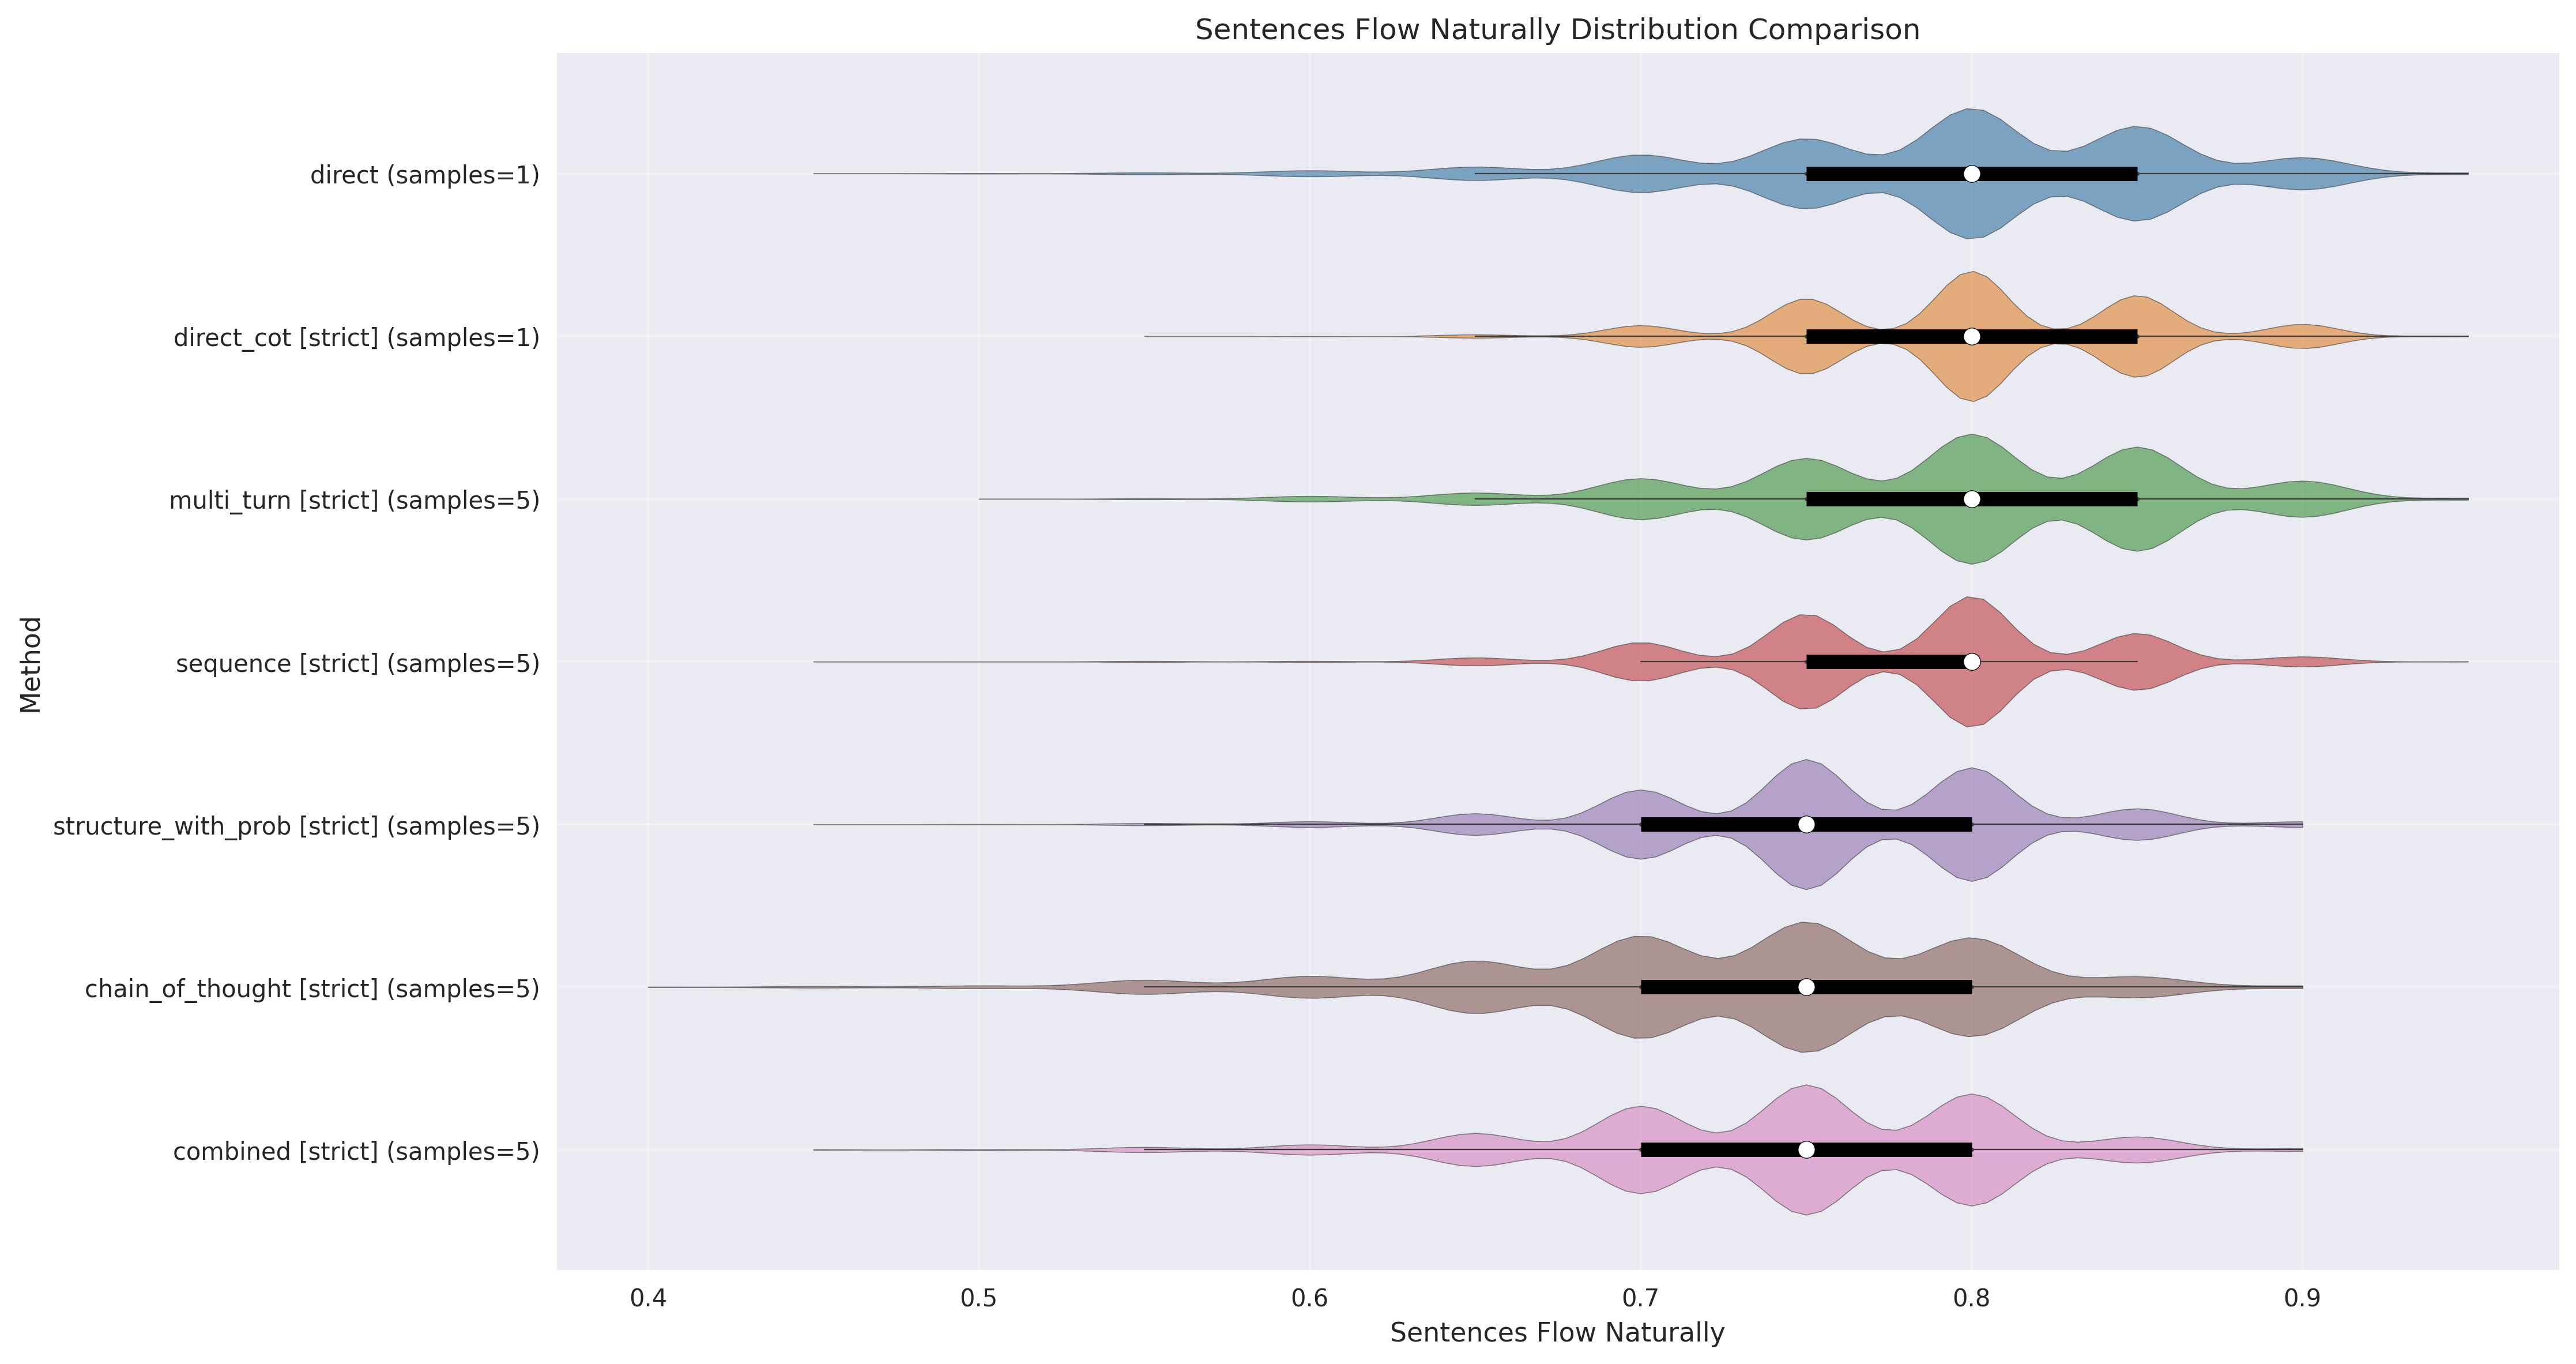 Sentences Flow Naturally Distribution Comparison
direct (samples=1)
direct_cot [strict] (samples=1)
multi_turn [strict] (samples=5)
sequence [strict] (samples=5)
structure_with_prob [strict] (samples=5)
chain_of_thought [strict] (samples=5)
combined [strict] (samples=5)
Method
0.4 0.5 0.6 0.7 0.8 0.9
Sentences Flow Naturally